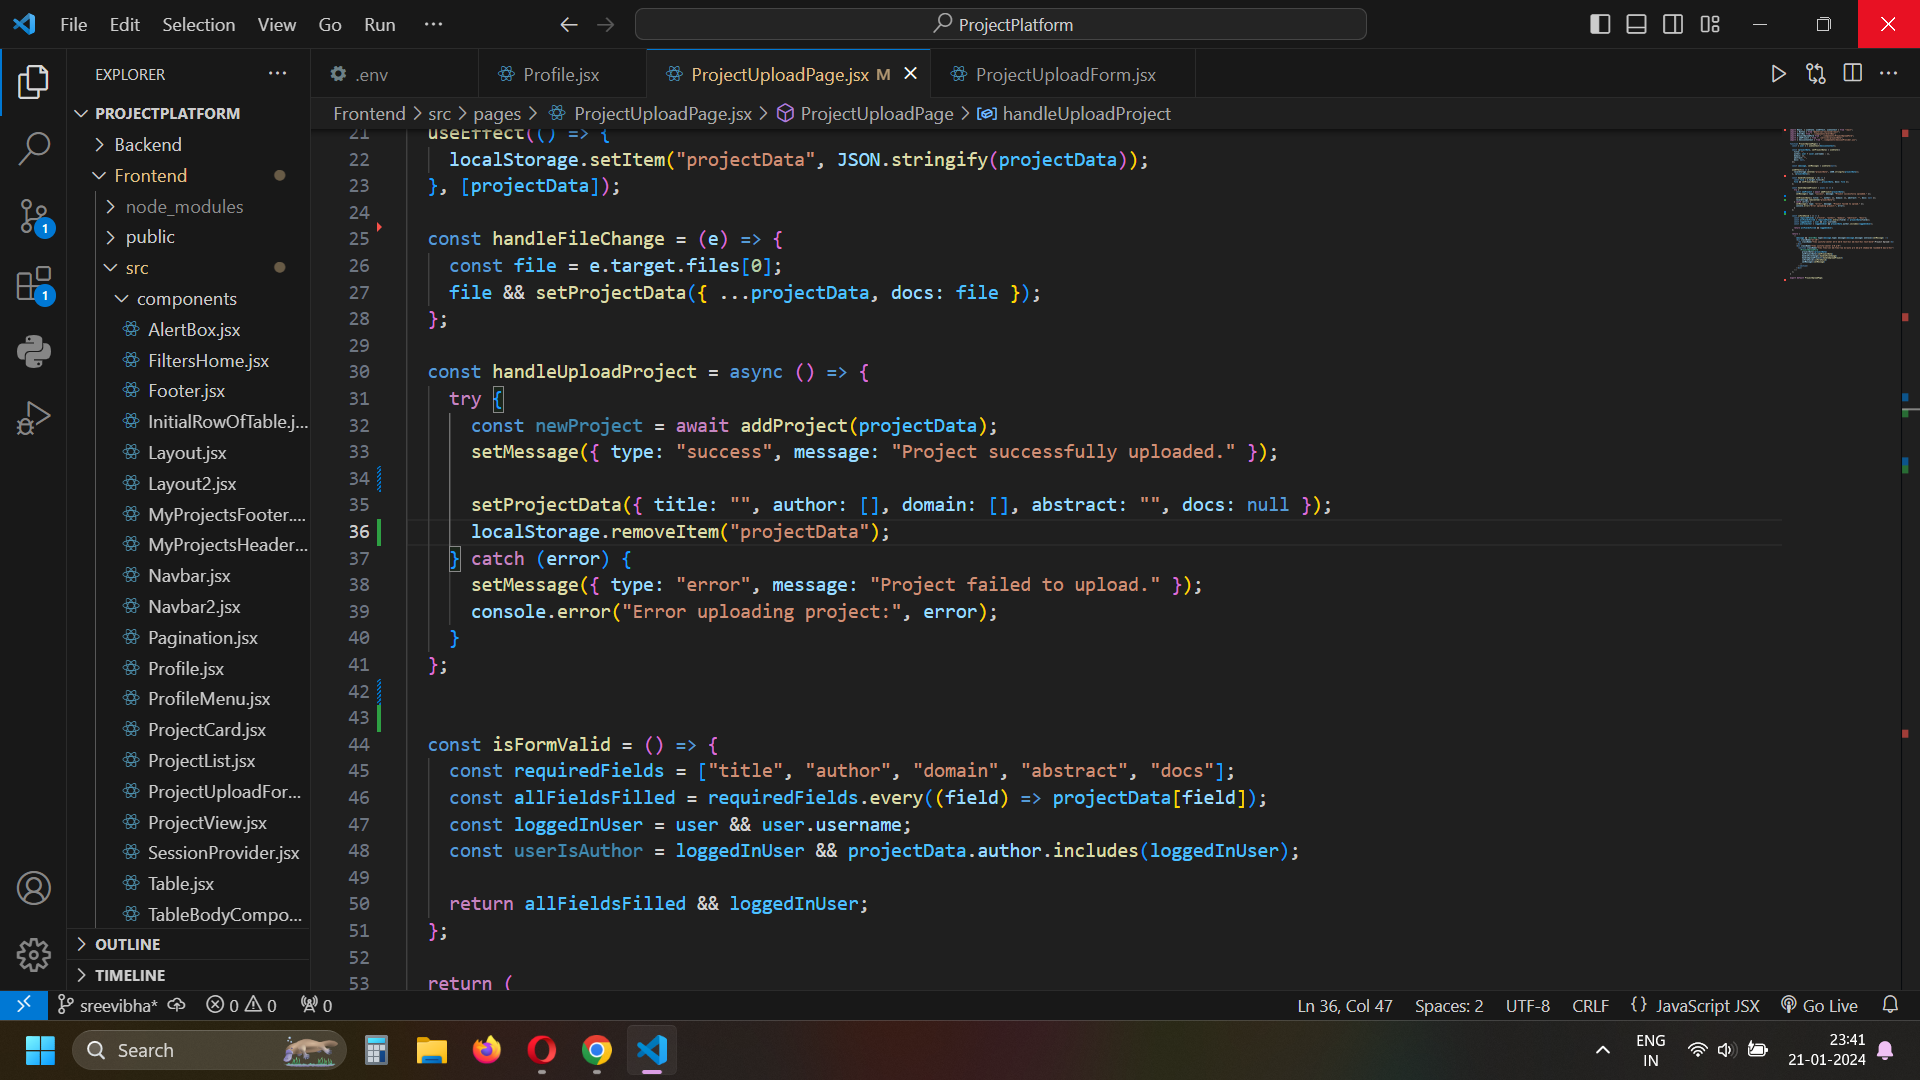 File Edit Selection View Go Run ··· ProjectPlatform
EXPLORER ···
PROJECTPLATFORM
Backend
Frontend
node_modules
public
src
components
AlertBox.jsx
FiltersHome.jsx
Footer.jsx
InitialRowOfTable.j...
Layout.jsx
Layout2.jsx
MyProjectsFooter....
MyProjectsHeader...
Navbar.jsx
Navbar2.jsx
Pagination.jsx
Profile.jsx
ProfileMenu.jsx
ProjectCard.jsx
ProjectList.jsx
ProjectUploadFor...
ProjectView.jsx
SessionProvider.jsx
Table.jsx
TableBodyCompo...
OUTLINE
TIMELINE
1
1
.env Profile.jsx ProjectUploadPage.jsx M ProjectUploadForm.jsx
Frontend > src > pages > ProjectUploadPage.jsx > ProjectUploadPage > handleUploadProject
21 useEffect(() => {
22 localStorage.setItem("projectData", JSON.stringify(projectData));
23 }, [projectData]);
24
25 const handleFileChange = (e) => {
26 const file = e.target.files[0];
27 file && setProjectData({ ...projectData, docs: file });
28 };
29
30 const handleUploadProject = async () => {
31 try {
32 const newProject = await addProject(projectData);
33 setMessage({ type: "success", message: "Project successfully uploaded." });
34
35 setProjectData({ title: "", author: [], domain: [], abstract: "", docs: null });
36 localStorage.removeItem("projectData");
37 } catch (error) {
38 setMessage({ type: "error", message: "Project failed to upload." });
39 console.error("Error uploading project:", error);
40 }
41 };
42
43
44 const isFormValid = () => {
45 const requiredFields = ["title", "author", "domain", "abstract", "docs"];
46 const allFieldsFilled = requiredFields.every((field) => projectData[field]);
47 const loggedInUser = user && user.username;
48 const userIsAuthor = loggedInUser && projectData.author.includes(loggedInUser);
49
50 return allFieldsFilled && loggedInUser;
51 };
52
53 return (
sreevibha* 0 0 0 Ln 36, Col 47 Spaces: 2 UTF-8 CRLF {} JavaScript JSX Go Live
Search
ENG
IN
23:41
21-01-2024